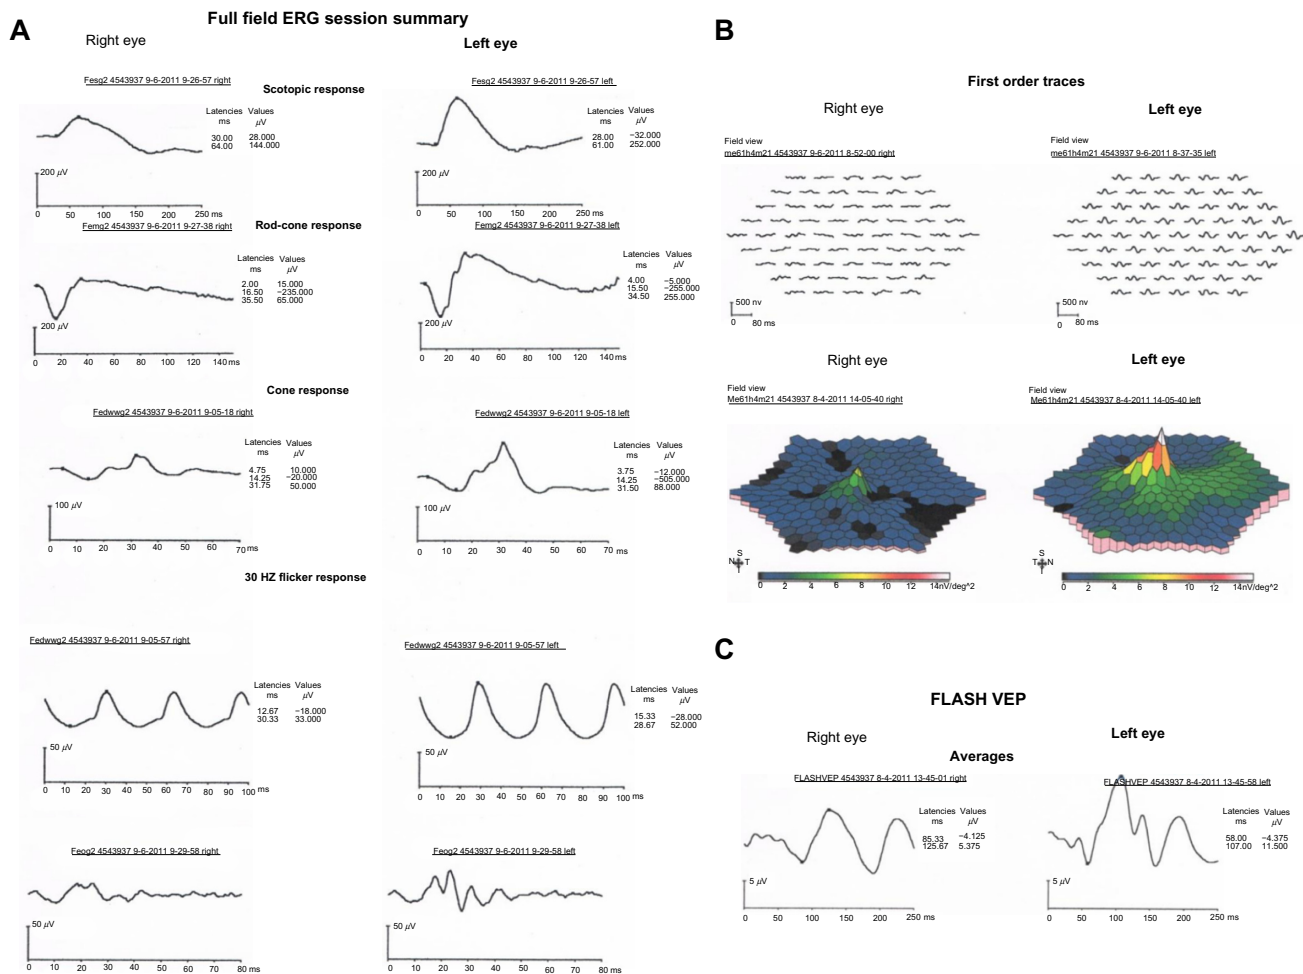 A
Full field ERG session summary
Right eye
Left eye
Fesg2 4543937 9-6-2011 9-26-57 right
Scotopic response
Fesg2 4543937 9-6-2011 9-26-57 left
Latencies Values
ms µV
30.00 28.000
64.00 144.000
Latencies Values
ms µV
28.00 −32.000
61.00 252.000
200 µV
0 50 100 150 200 250 ms
200 µV
0 50 100 150 200 250 ms
Femg2 4543937 9-6-2011 9-27-38 right
Rod-cone response
Femg2 4543937 9-6-2011 9-27-38 left
Latencies Values
ms µV
2.00 15.000
16.50 −235.000
35.50 65.000
Latencies Values
ms µV
4.00 −5.000
15.50 −255.000
34.50 255.000
200 µV
0 20 40 60 80 100 120 140 ms
200 µV
0 20 40 60 80 100 120 140 ms
Cone response
Fedwwg2 4543937 9-6-2011 9-05-18 right
Fedwwg2 4543937 9-6-2011 9-05-18 left
Latencies Values
ms µV
4.75 10.000
14.25 −20.000
31.75 50.000
Latencies Values
ms µV
3.75 −12.000
14.25 −505.000
31.50 88.000
100 µV
0 10 20 30 40 50 60 70 ms
100 µV
0 10 20 30 40 50 60 70 ms
30 HZ flicker response
Fedwwg2 4543937 9-6-2011 9-05-57 right
Fedwwg2 4543937 9-6-2011 9-05-57 left
Latencies Values
ms µV
12.67 −18.000
30.33 33.000
Latencies Values
ms µV
15.33 −28.000
28.67 52.000
50 µV
0 10 20 30 40 50 60 70 80 90 100 ms
50 µV
0 10 20 30 40 50 60 70 80 90 100 ms
Feog2 4543937 9-6-2011 9-29-58 right
Feog2 4543937 9-6-2011 9-29-58 left
50 µV
0 10 20 30 40 50 60 70 80 ms
50 µV
0 10 20 30 40 50 60 70 80 ms
B
First order traces
Right eye
Left eye
Field view
me61h4m21 4543937 9-6-2011 8-52-00 right
Field view
me61h4m21 4543937 9-6-2011 8-37-35 left
500 nv
0 80 ms
500 nv
0 80 ms
Right eye
Left eye
Field view
Me61h4m21 4543937 8-4-2011 14-05-40 right
Field view
Me61h4m21 4543937 8-4-2011 14-05-40 left
S
N T
I
0 2 4 6 8 10 12 14nV/deg^2
S
T N
I
0 2 4 6 8 10 12 14nV/deg^2
C
FLASH VEP
Right eye
Left eye
Averages
FLASHVEP 4543937 8-4-2011 13-45-01 right
FLASHVEP 4543937 8-4-2011 13-45-58 left
Latencies Values
ms µV
85.33 −4.125
125.67 5.375
Latencies Values
ms µV
58.00 −4.375
107.00 11.500
5 µV
0 50 100 150 200 250 ms
5 µV
0 50 100 150 200 250 ms